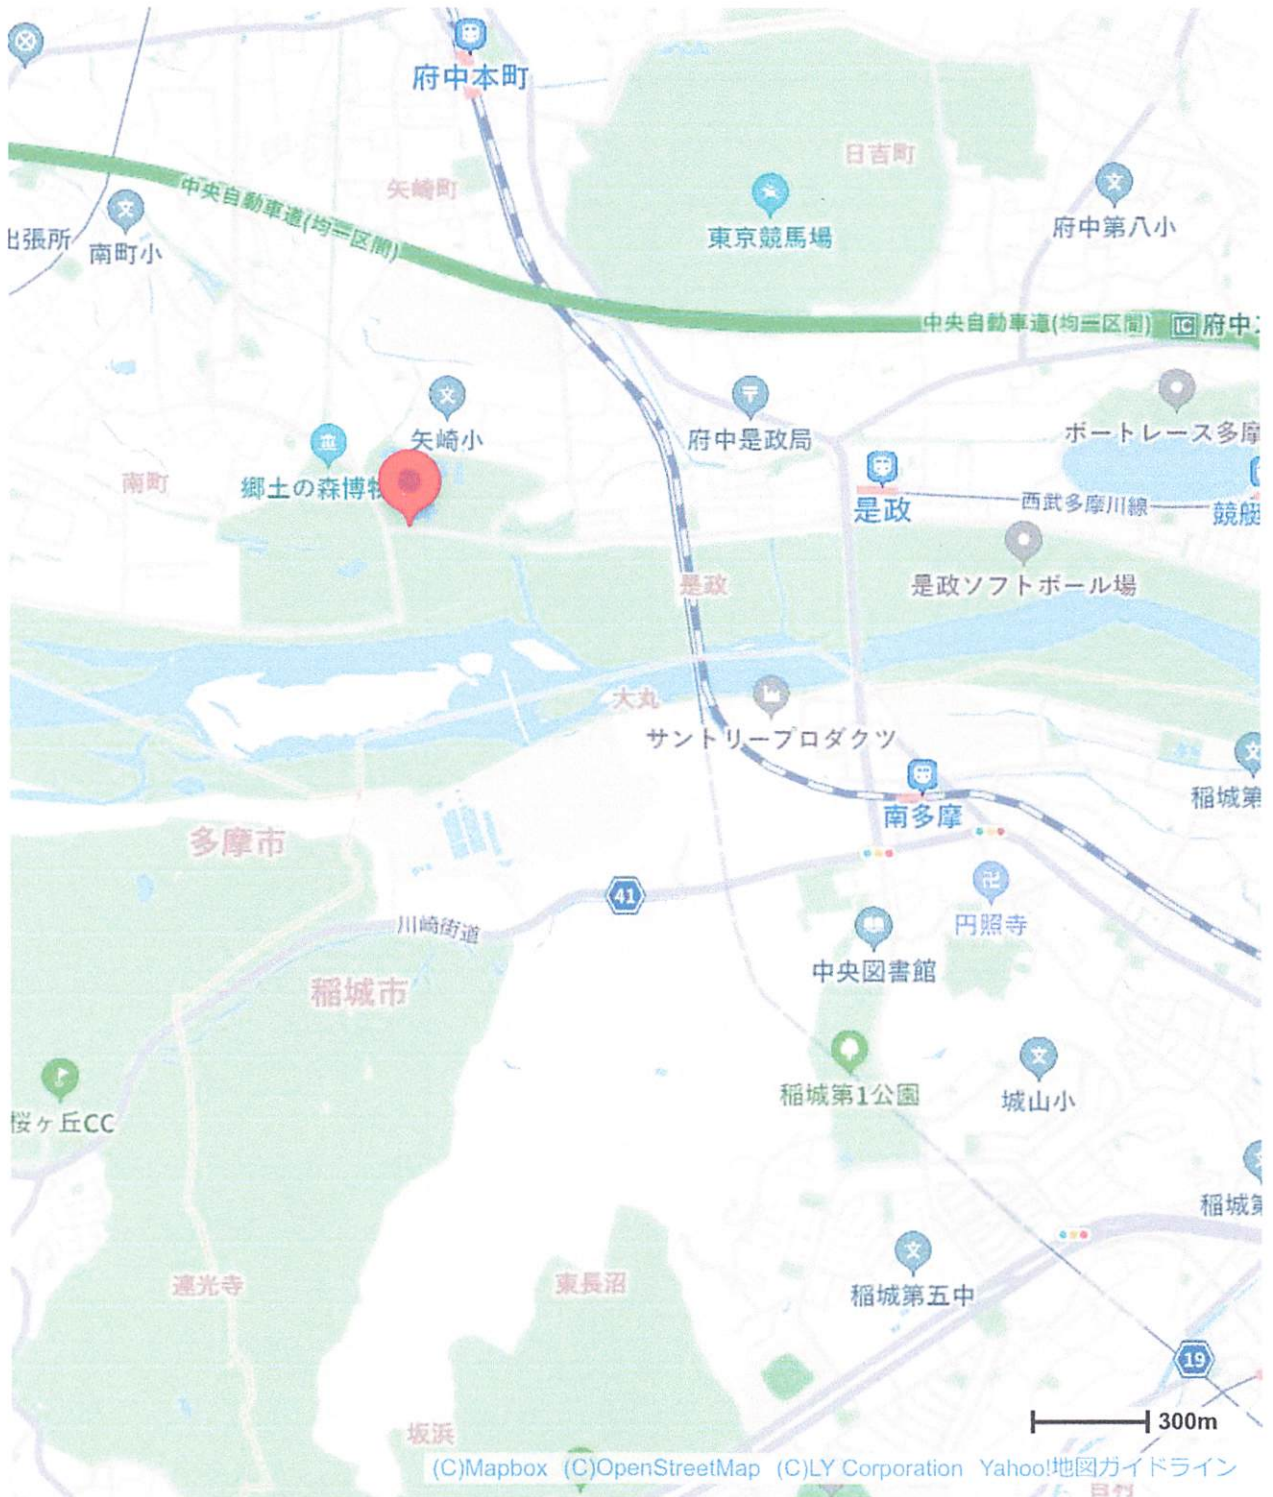 府中本町
日吉町
矢崎町
中央自動車道(均一区間)
東京競馬場
府中第八小
出張所
南町小
中央自動車道(均一区間)
IC
府中
矢崎小
府中是政局
ボートレース多摩
南町
郷土の森博物
是政
西武多摩川線
競艇
是政
是政ソフトボール場
大丸
サントリープロダクツ
稲城第
南多摩
多摩市
41
川崎街道
円照寺
中央図書館
稲城市
稲城第1公園
城山小
桜ヶ丘CC
稲城第
連光寺
東長沼
稲城第五中
19
300m
坂浜
(C)Mapbox (C)OpenStreetMap (C)LY Corporation Yahoo!地図ガイドライン